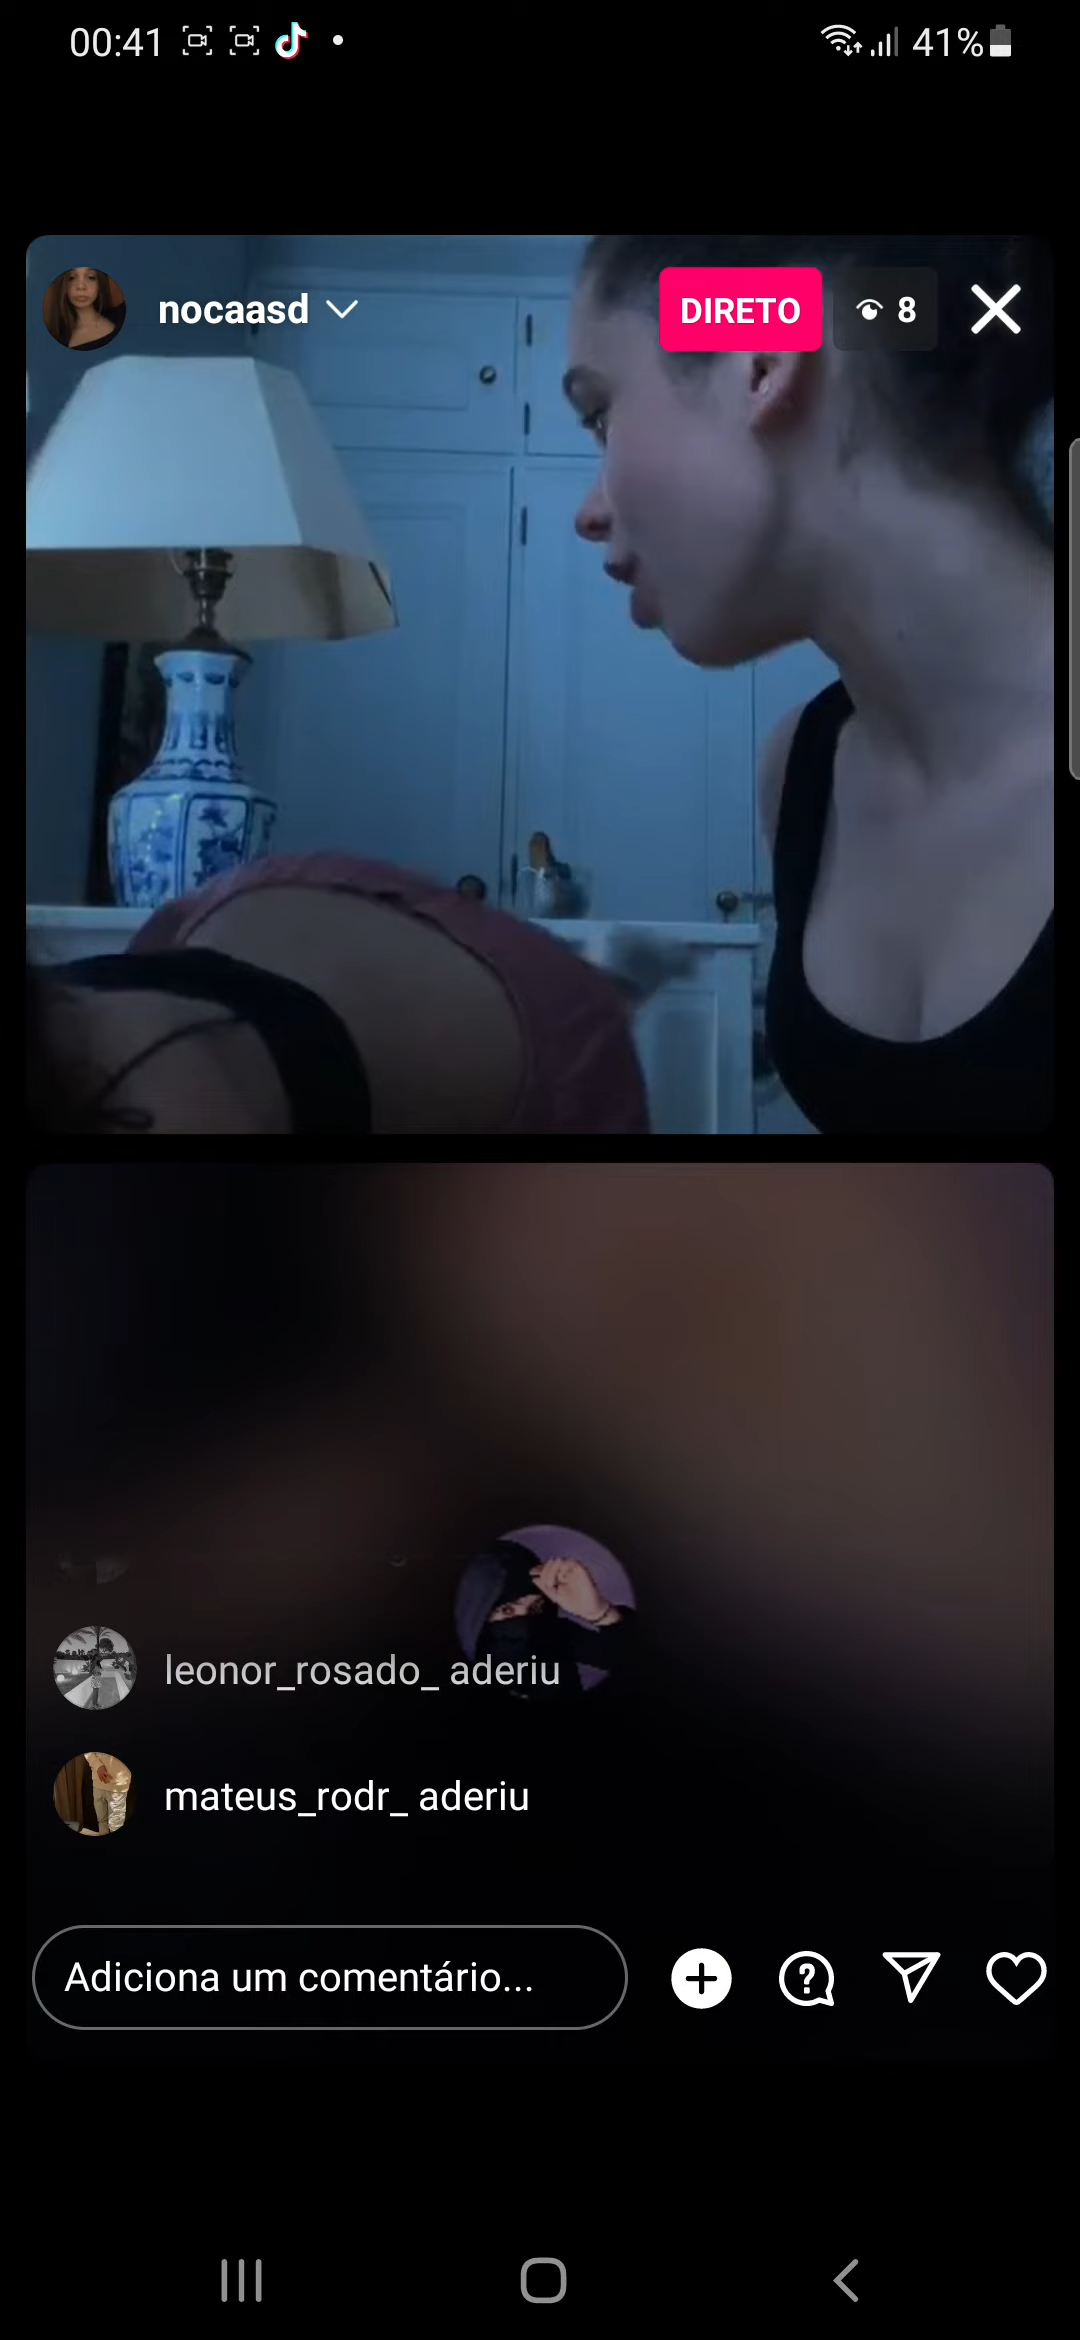 00:41
41%
nocaasd
DIRETO
8
leonor_rosado_ aderiu
mateus_rodr_ aderiu
Adiciona um comentário...